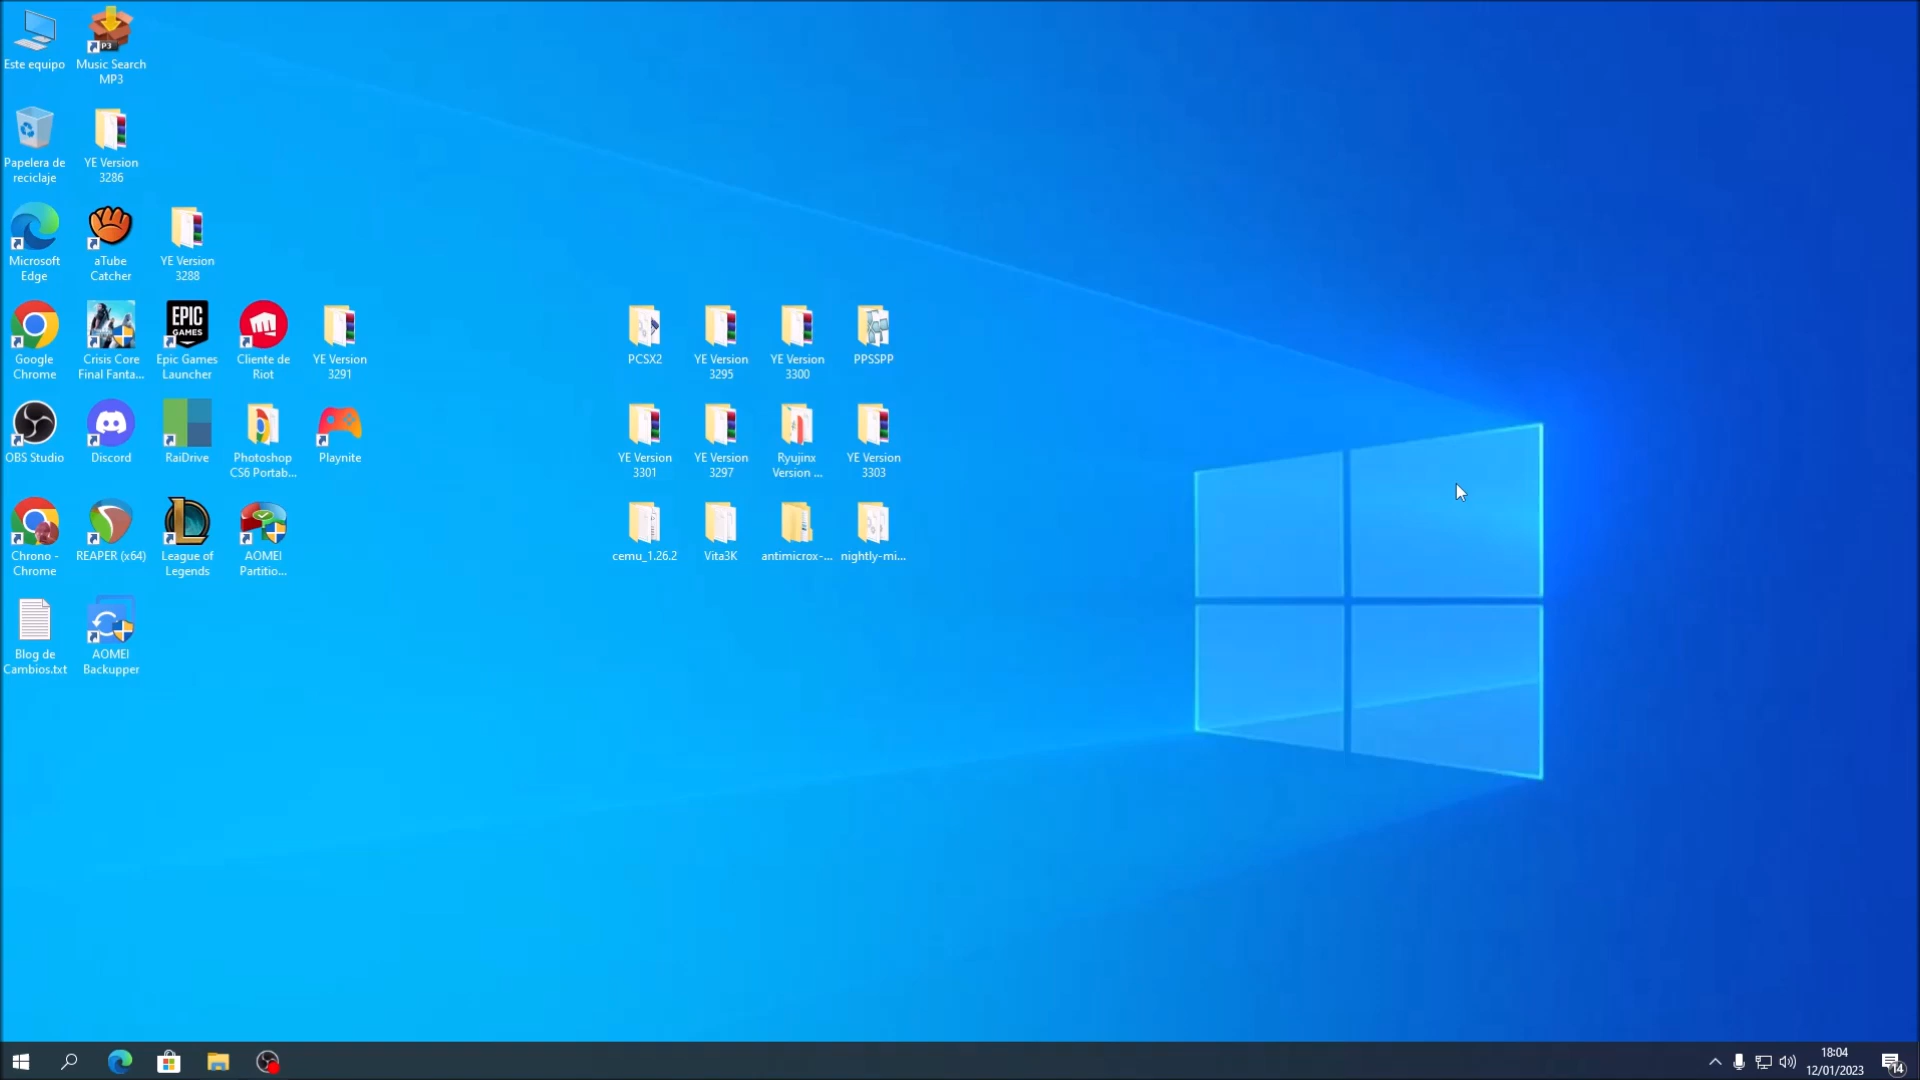 Este equipo
Music Search
MP3
Papelera de
reciclaje
YE Version
3286
Microsoft
Edge
aTube
Catcher
YE Version
3288
Google
Chrome
Crisis Core
Final Fanta...
EPIC
GAMES
Epic Games
Launcher
Cliente de
Riot
YE Version
3291
PCSX2
YE Version
3295
YE Version
3300
PPSSPP
OBS Studio
Discord
RaiDrive
Photoshop
CS6 Portab...
Playnite
YE Version
3301
YE Version
3297
Ryujinx
Version ...
YE Version
3303
Chrono -
Chrome
REAPER (x64)
League of
Legends
AOMEI
Partitio...
cemu_1.26.2
Vita3K
antimicrox-...
nightly-mi...
Blog de
Cambios.txt
AOMEI
Backupper
18:04
12/01/2023
14